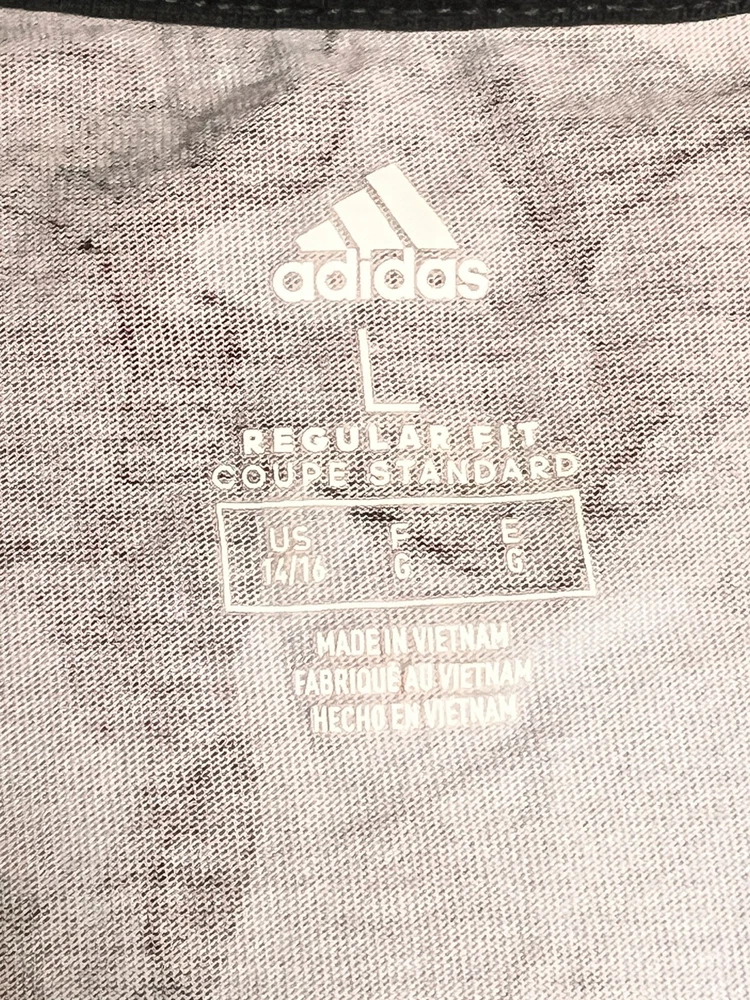 adidas
L
REGULAR FIT
COUPE STANDARD
US F E
14/16 G G
MADE IN VIETNAM
FABRIQUÉ AU VIETNAM
HECHO EN VIETNAM